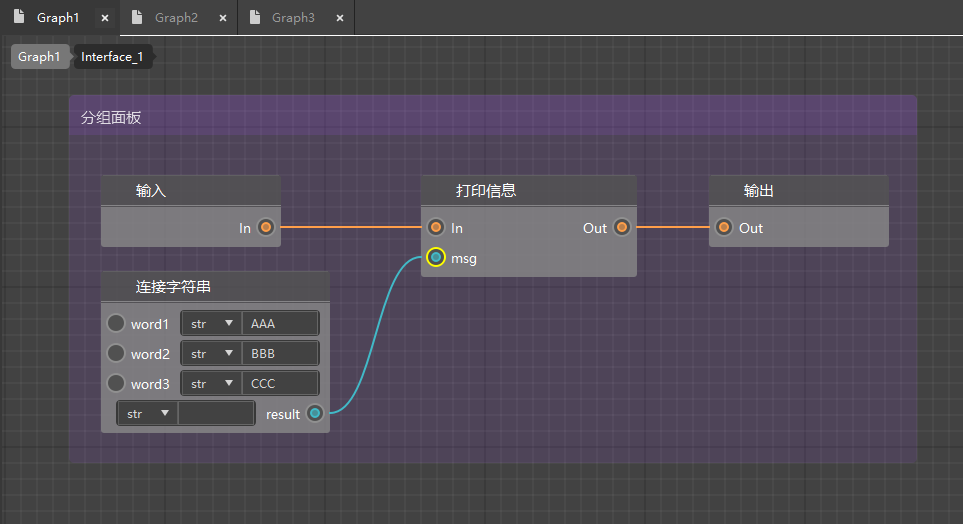 Graph1 × Graph2 × Graph3 ×
Graph1 Interface_1
分组面板
输入 打印信息 输出
In In Out Out
msg
连接字符串
word1 str AAA
word2 str BBB
word3 str CCC
str result